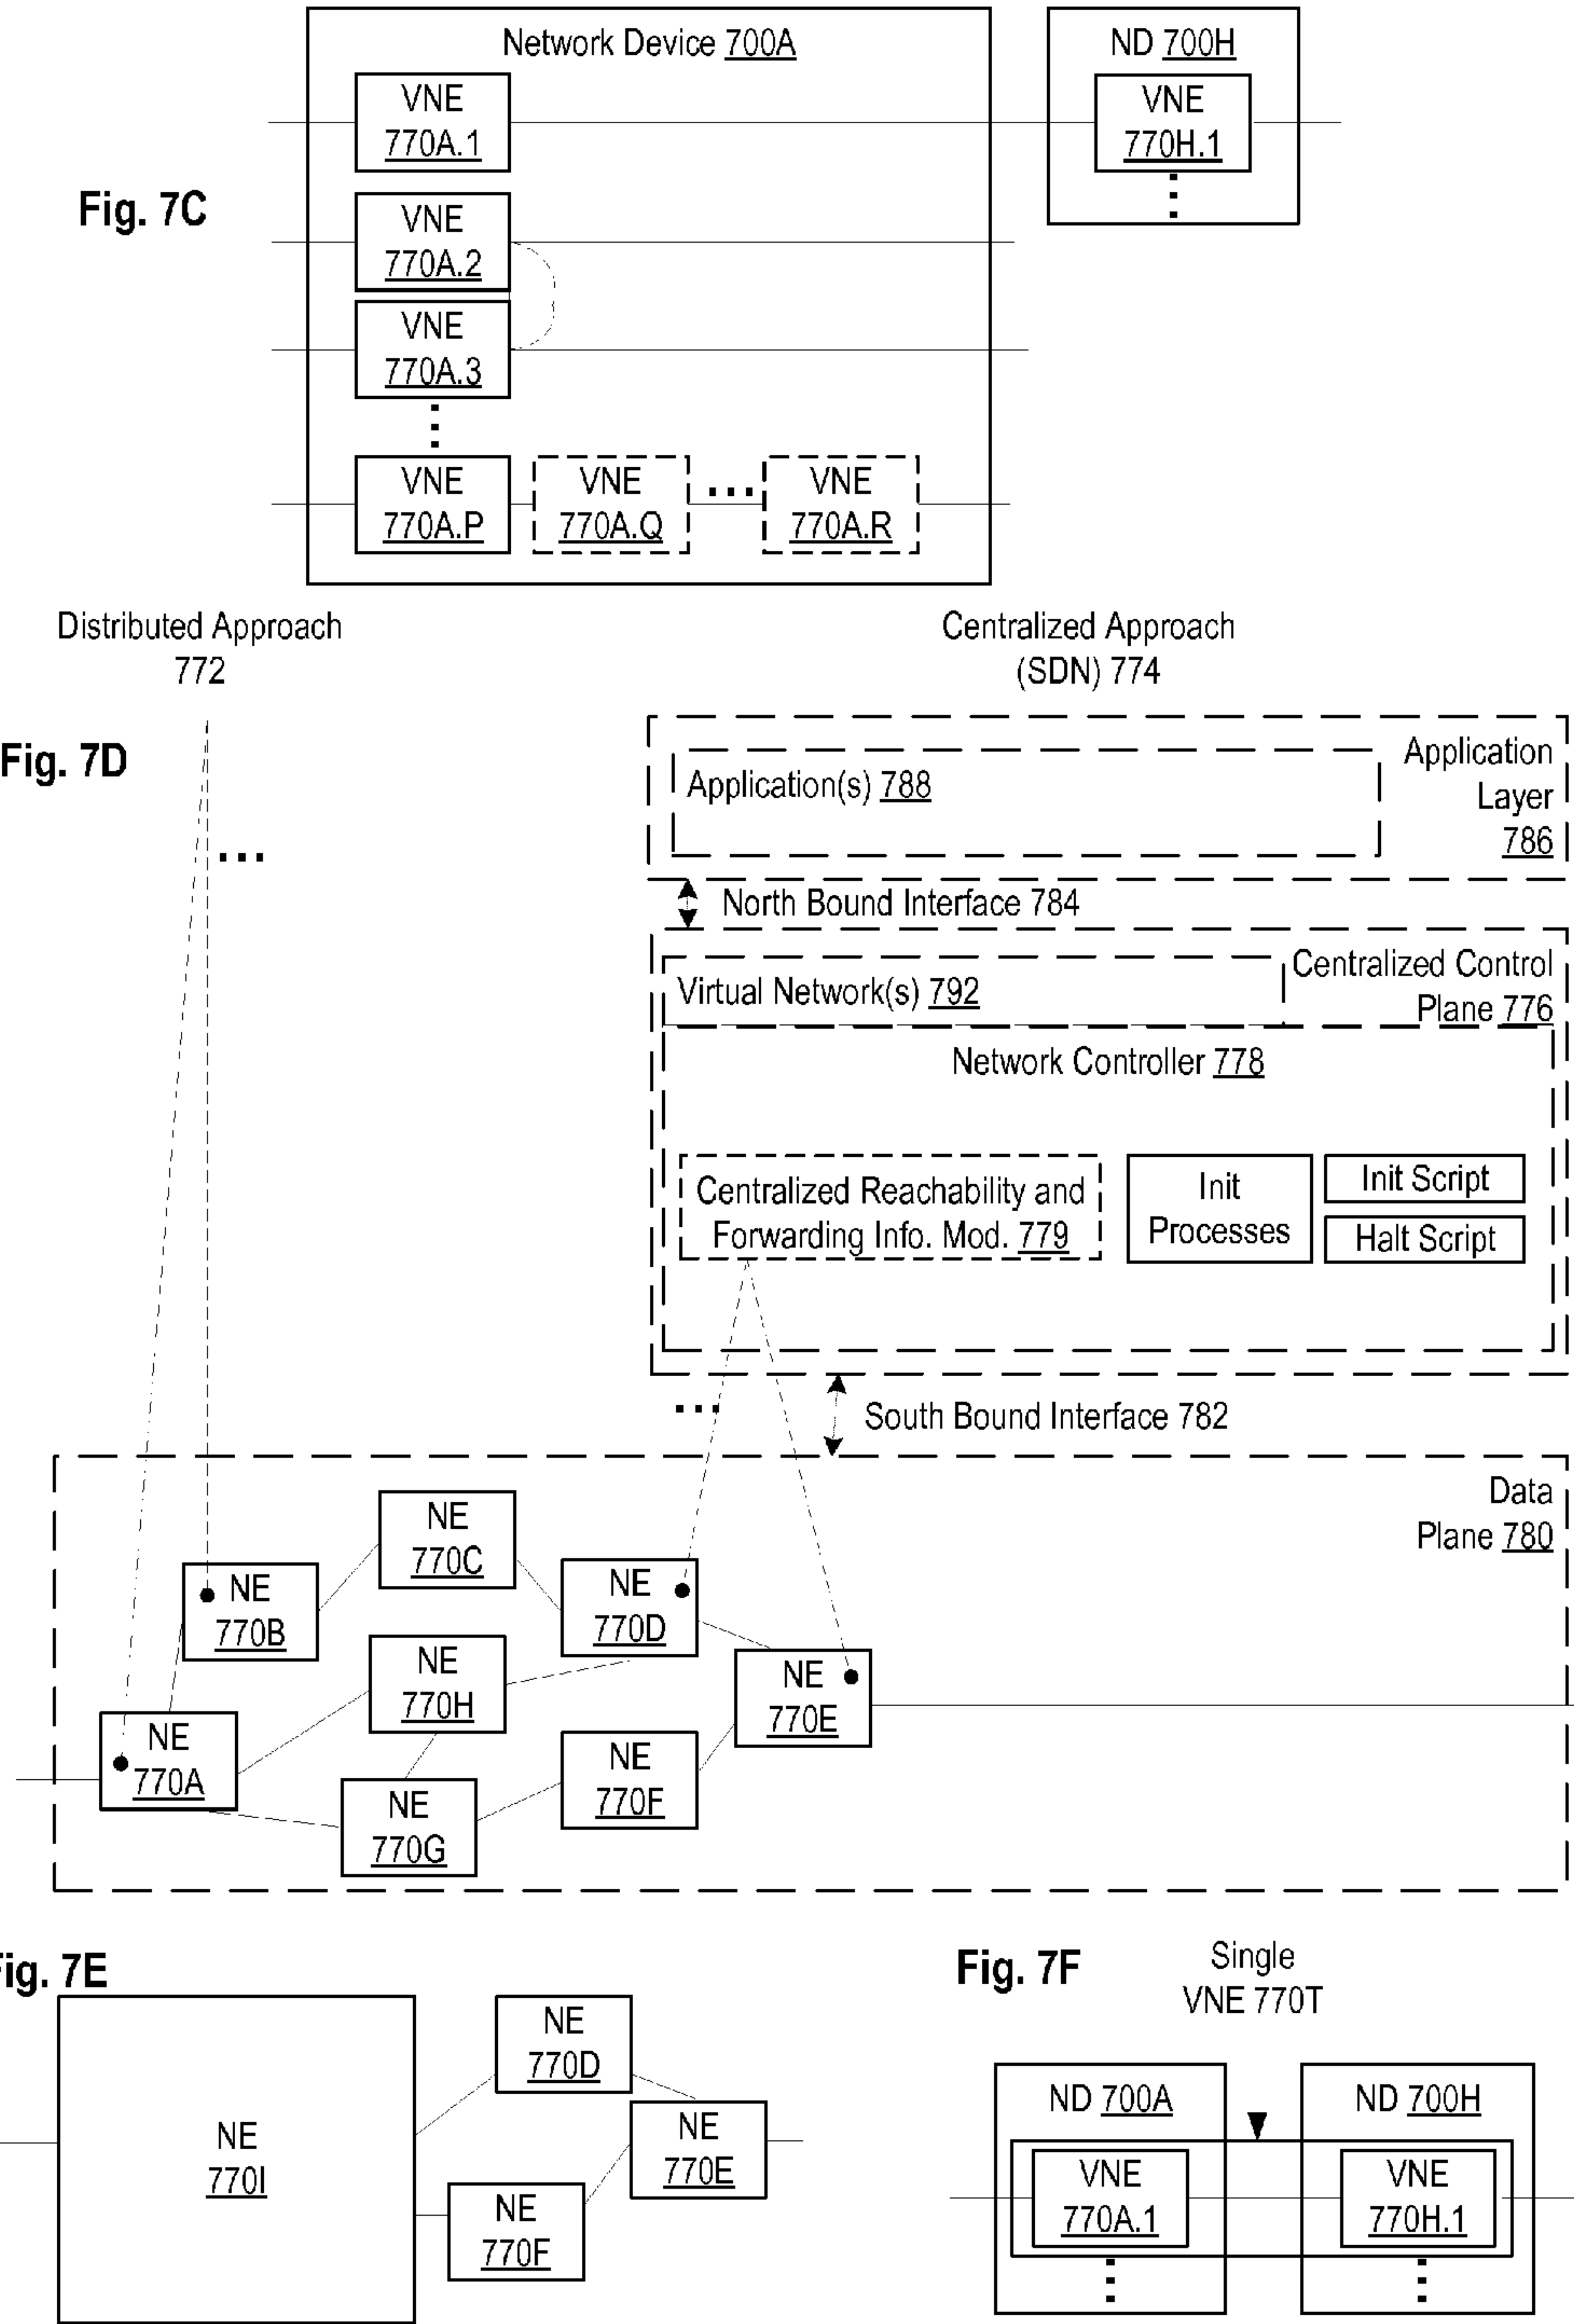 Network Device 700A
ND 700H
VNE
770A.1
VNE
770H.1
Fig. 7C
VNE
770A.2
VNE
770A.3
VNE
770A.P
VNE
770A.Q
VNE
770A.R
Distributed Approach
772
Centralized Approach
(SDN) 774
Fig. 7D
Application(s) 788
Application
Layer
786
North Bound Interface 784
Virtual Network(s) 792
Centralized Control
Plane 776
Network Controller 778
Centralized Reachability and
Forwarding Info. Mod. 779
Init
Processes
Init Script
Halt Script
South Bound Interface 782
Data
Plane 780
NE
770C
NE
770B
NE
770D
NE
770H
NE
770E
NE
770A
NE
770F
NE
770G
Fig. 7E
NE
770I
NE
770D
NE
770E
NE
770F
Fig. 7F
Single
VNE 770T
ND 700A
ND 700H
VNE
770A.1
VNE
770H.1